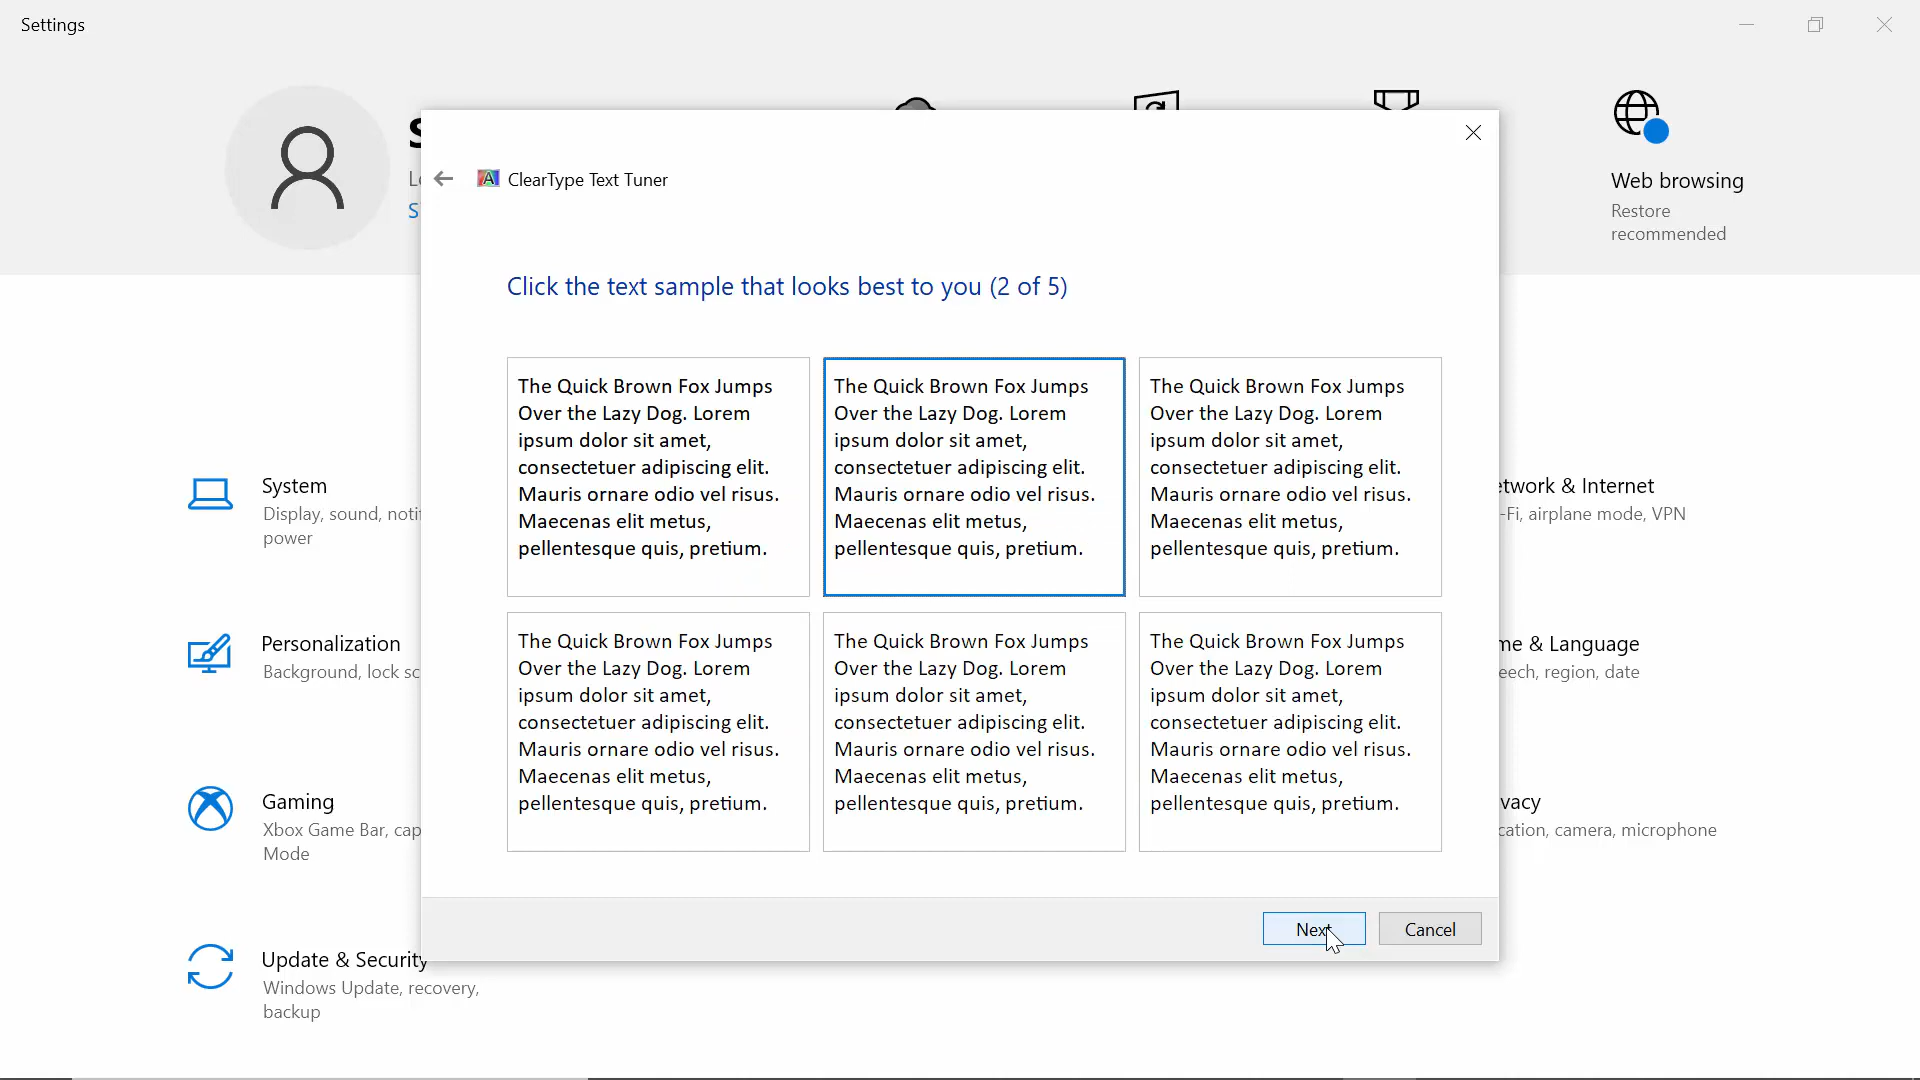 Settings
ClearType Text Tuner
Click the text sample that looks best to you (2 of 5)
The Quick Brown Fox Jumps
Over the Lazy Dog. Lorem
ipsum dolor sit amet,
consectetuer adipiscing elit.
Mauris ornare odio vel risus.
Maecenas elit metus,
pellentesque quis, pretium.
The Quick Brown Fox Jumps
Over the Lazy Dog. Lorem
ipsum dolor sit amet,
consectetuer adipiscing elit.
Mauris ornare odio vel risus.
Maecenas elit metus,
pellentesque quis, pretium.
The Quick Brown Fox Jumps
Over the Lazy Dog. Lorem
ipsum dolor sit amet,
consectetuer adipiscing elit.
Mauris ornare odio vel risus.
Maecenas elit metus,
pellentesque quis, pretium.
The Quick Brown Fox Jumps
Over the Lazy Dog. Lorem
ipsum dolor sit amet,
consectetuer adipiscing elit.
Mauris ornare odio vel risus.
Maecenas elit metus,
pellentesque quis, pretium.
The Quick Brown Fox Jumps
Over the Lazy Dog. Lorem
ipsum dolor sit amet,
consectetuer adipiscing elit.
Mauris ornare odio vel risus.
Maecenas elit metus,
pellentesque quis, pretium.
The Quick Brown Fox Jumps
Over the Lazy Dog. Lorem
ipsum dolor sit amet,
consectetuer adipiscing elit.
Mauris ornare odio vel risus.
Maecenas elit metus,
pellentesque quis, pretium.
Next
Cancel
Web browsing
Restore
recommended
System
Display, sound,
power
Personalization
Background, lock
Gaming
Xbox Game Bar,
Mode
Update & Security
Windows Update, recovery,
backup
& Internet
airplane mode, VPN
& Language
region, date
camera, microphone